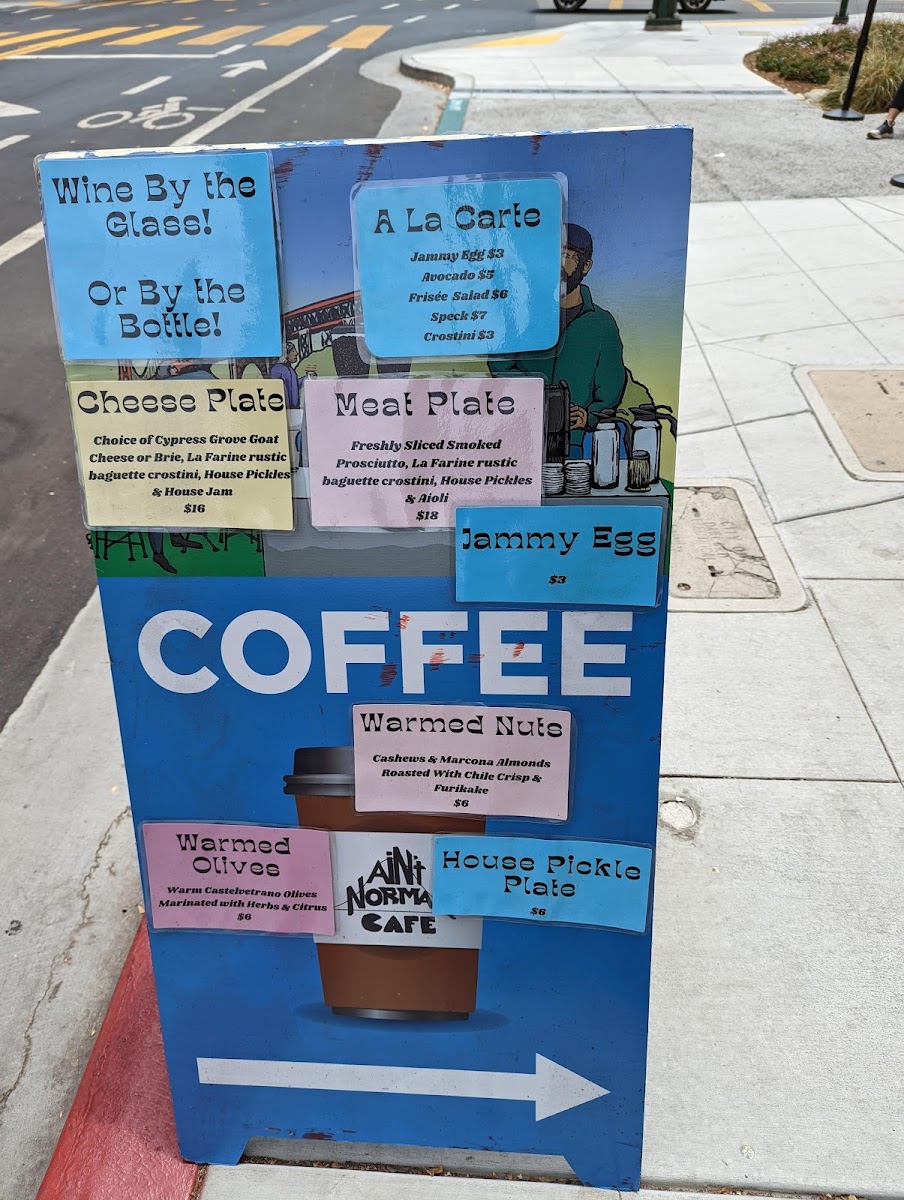 Wine By the
Glass!
Or By the
Bottle!
A La Carte
Jammy Egg $3
Avocado $5
Frisée Salad $6
Speck $7
Crostini $3
Cheese Plate
Choice of Cypress Grove Goat
Cheese or Brie, La Farine rustic
baguette crostini, House Pickles
& House Jam
$16
Meat Plate
Freshly Sliced Smoked
Prosciutto, La Farine rustic
baguette crostini, House Pickles
& Aioli
$18
Jammy Egg
$3
COFFEE
Warmed Nuts
Cashews & Marcona Almonds
Roasted With Chile Crisp &
Furikake
$6
Warmed
Olives
Warm Castelvetrano Olives
Marinated with Herbs & Citrus
$6
AiN't
NORMA
CAFE
House Pickle
Plate
$6